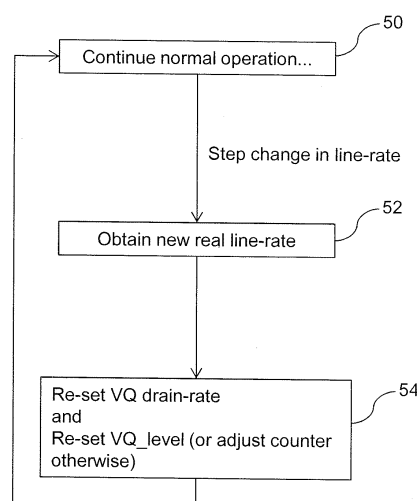 50
Continue normal operation...
Step change in line-rate
52
Obtain new real line-rate
54
Re-set VQ drain-rate
and
Re-set VQ_level (or adjust counter
otherwise)